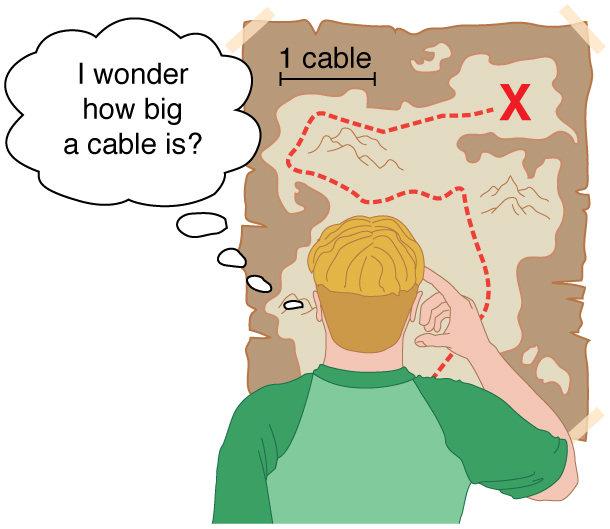 I wonder
how big
a cable is?
1 cable
X